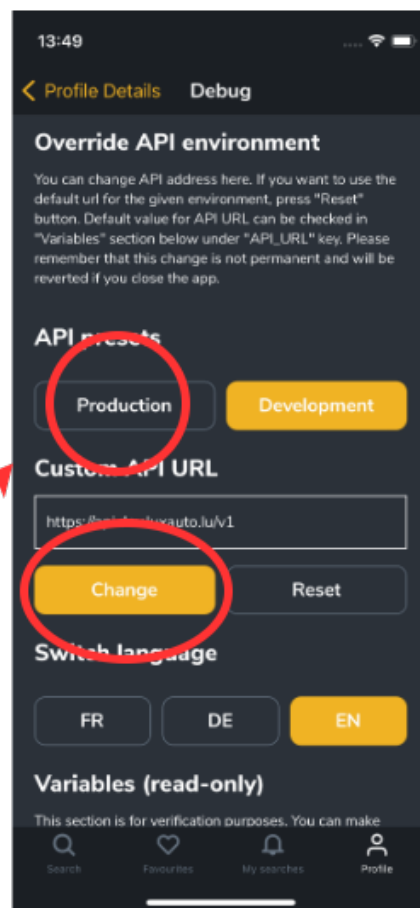 13:49
Profile Details Debug
Override API environment
You can change API address here. If you want to use the
default url for the given environment, press "Reset"
button. Default value for API URL can be checked in
"Variables" section below under "API_URL" key. Please
remember that this change is not permanent and will be
reverted if you close the app.
API presets
Production Development
Custom API URL
Change Reset
Switch language
FR DE EN
Variables (read-only)
This section is for verification purposes. You can make
Search Favourites My searches Profile